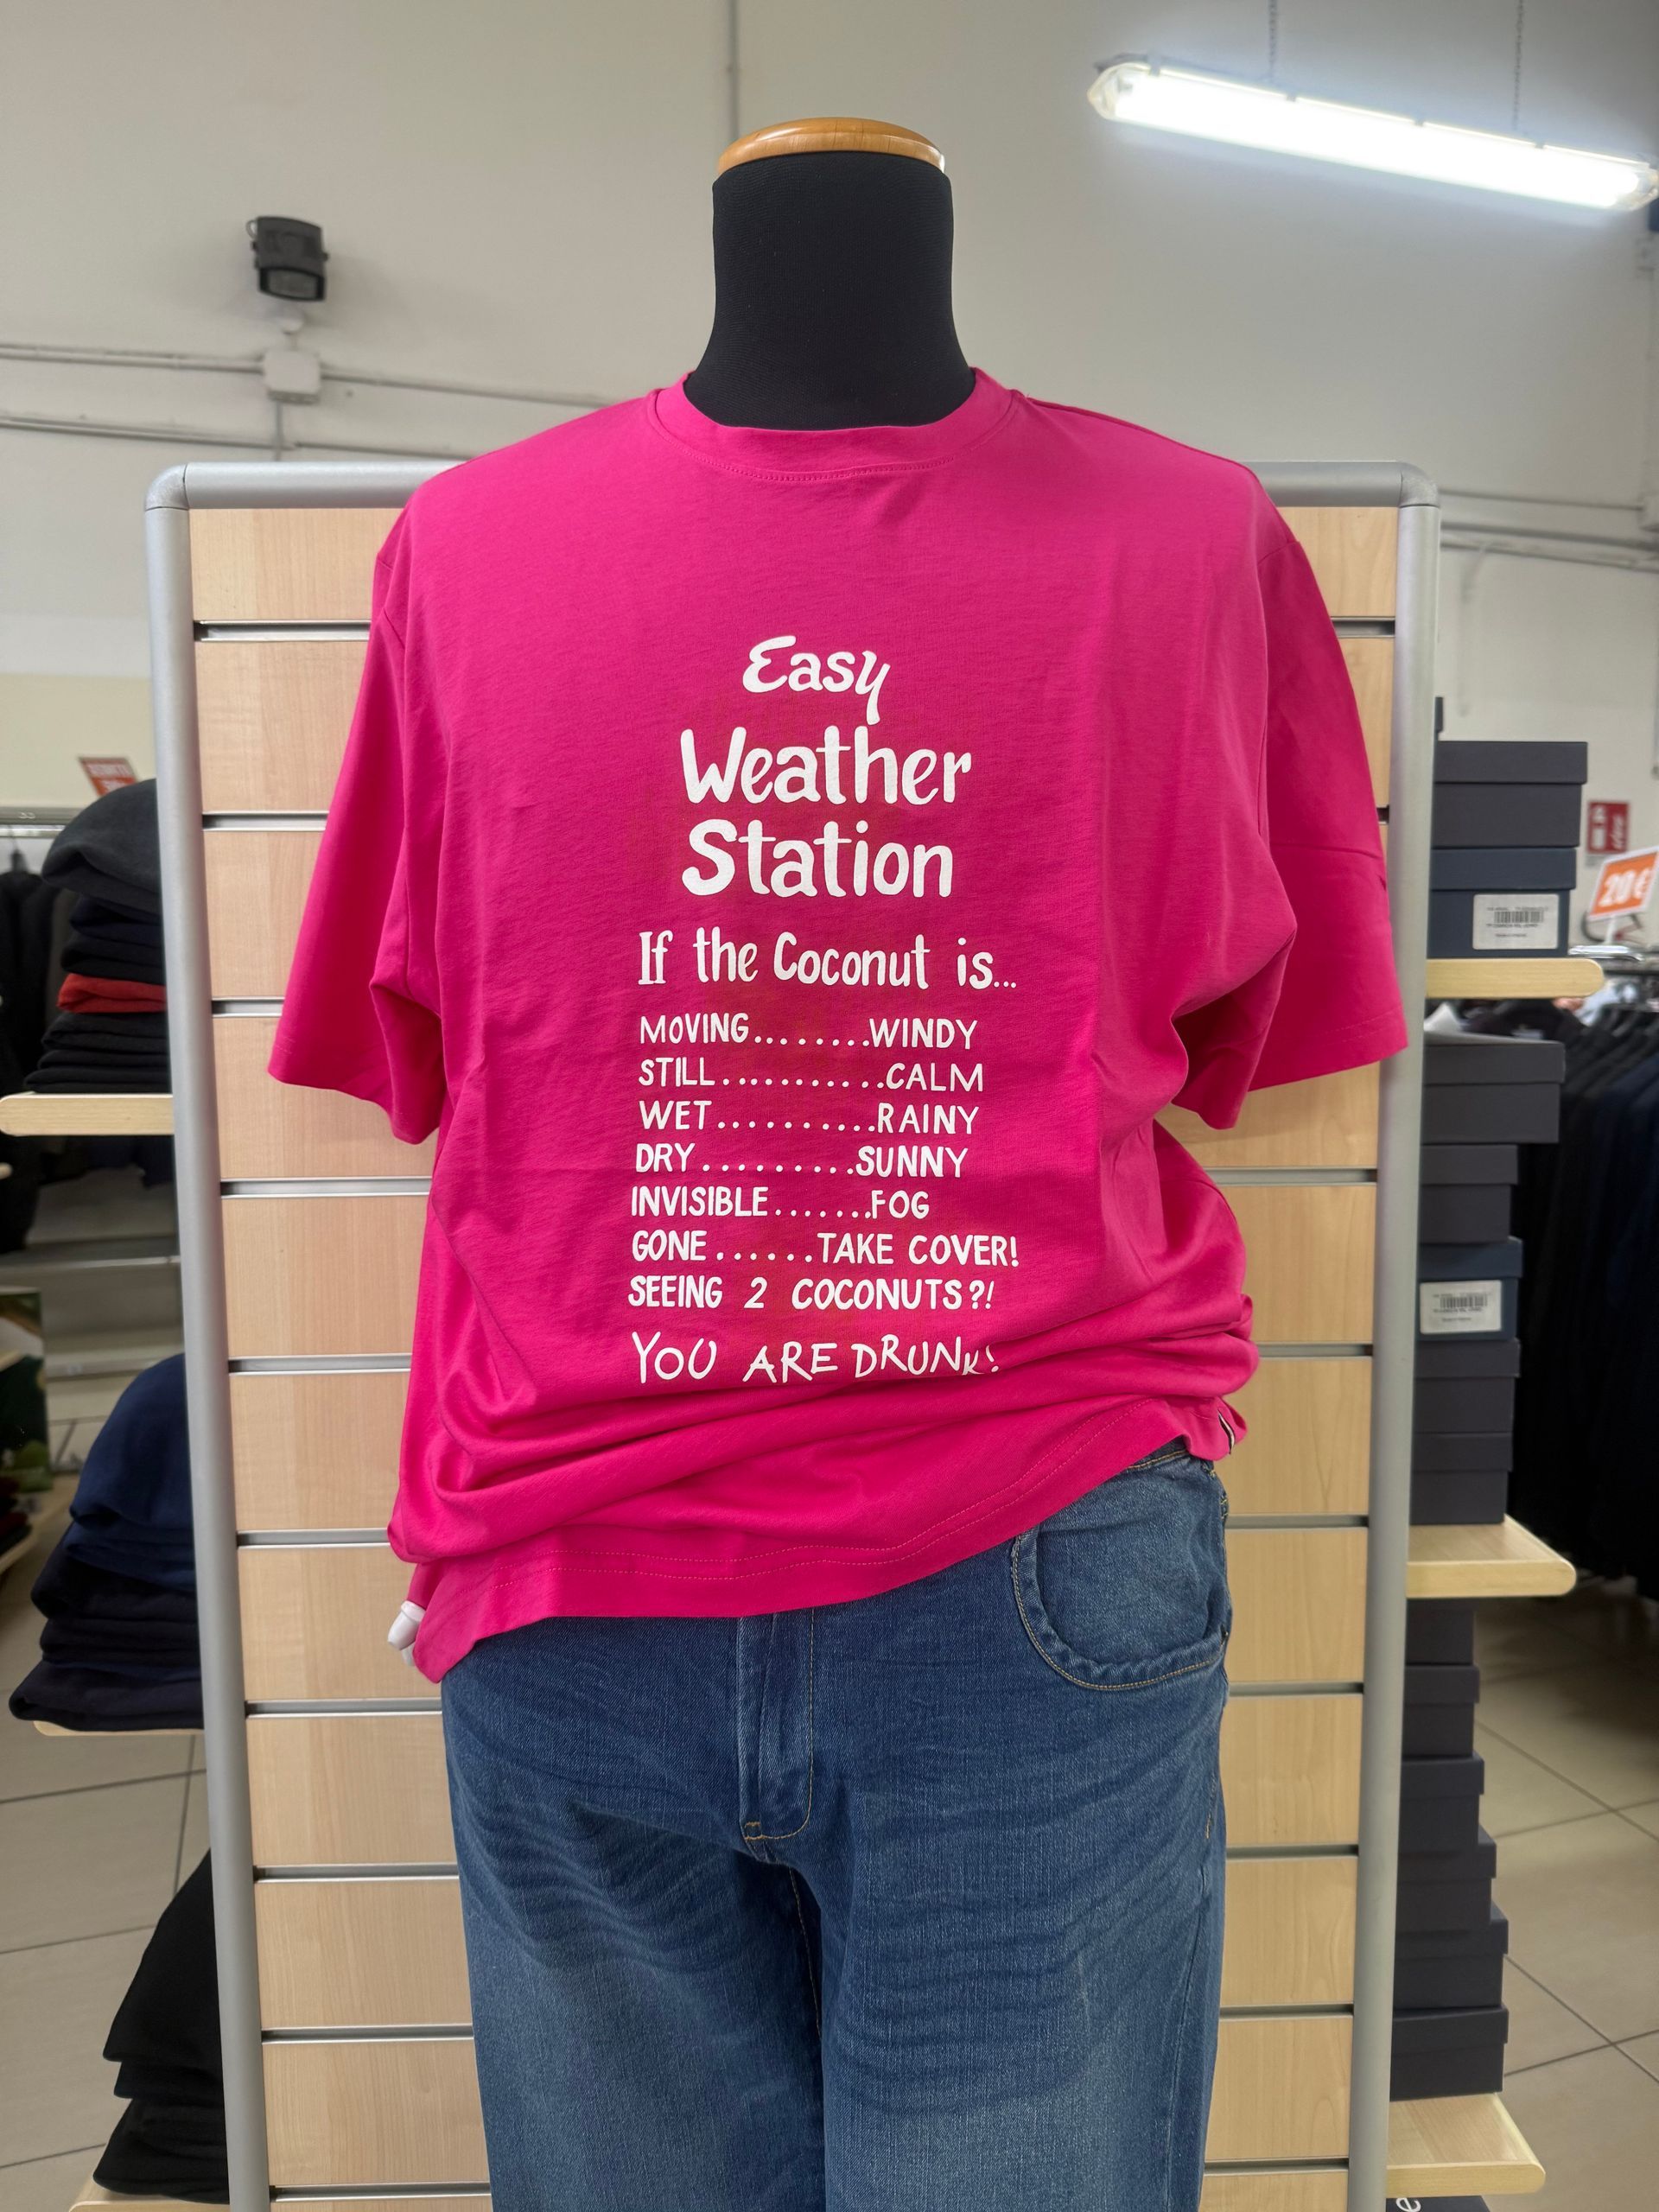 Easy
Weather
Station
If the Coconut is...
MOVING........WINDY
STILL...........CALM
WET..........RAINY
DRY..........SUNNY
INVISIBLE.......FOG
GONE......TAKE COVER!
SEEING 2 COCONUTS?!
YOU ARE DRUNK!
20€